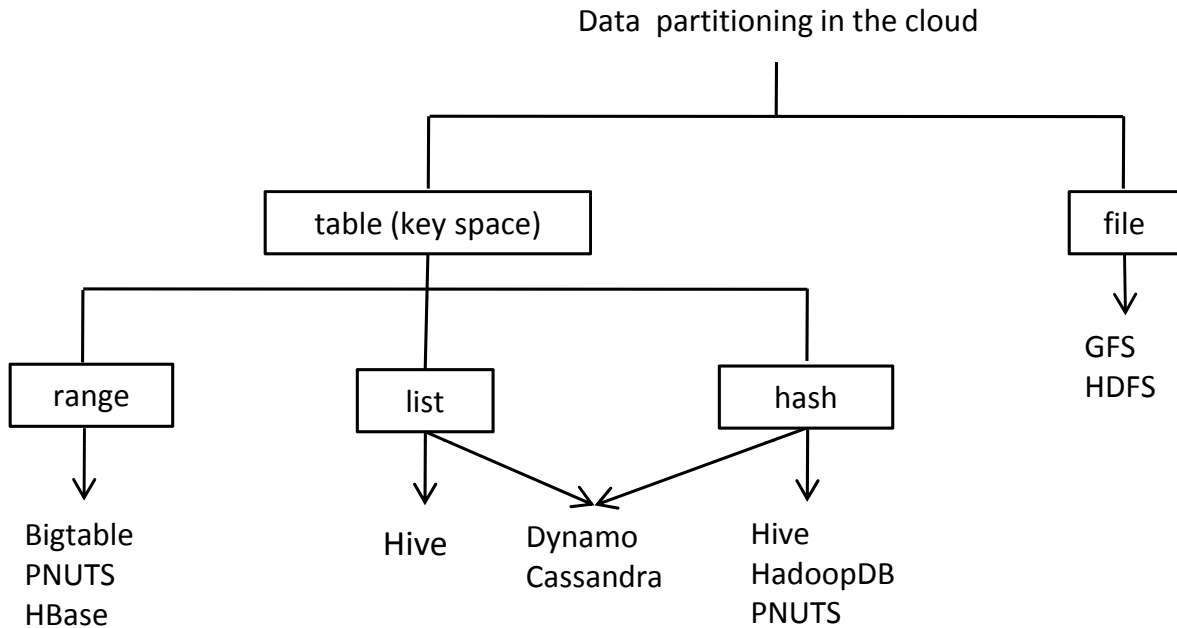 Data partitioning in the cloud
table (key space)
file
GFS
HDFS
range
list
hash
Bigtable
PNUTS
HBase
Hive
Dynamo
Cassandra
Hive
HadoopDB
PNUTS